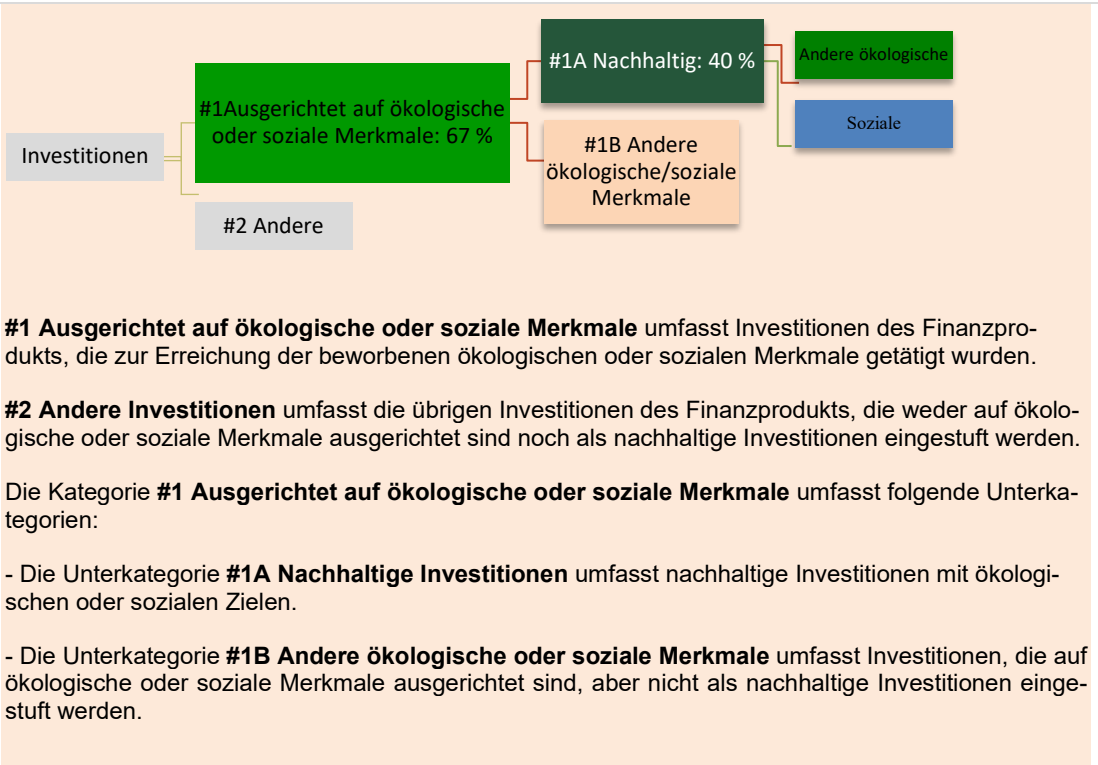 #1A Nachhaltig: 40 %
Andere ökologische
#1Ausgerichtet auf ökologische
oder soziale Merkmale: 67 %
Soziale
Investitionen
#1B Andere
ökologische/soziale
Merkmale
#2 Andere
#1 Ausgerichtet auf ökologische oder soziale Merkmale umfasst Investitionen des Finanzpro-
dukts, die zur Erreichung der beworbenen ökologischen oder sozialen Merkmale getätigt wurden.
#2 Andere Investitionen umfasst die übrigen Investitionen des Finanzprodukts, die weder auf ökolo-
gische oder soziale Merkmale ausgerichtet sind noch als nachhaltige Investitionen eingestuft werden.
Die Kategorie #1 Ausgerichtet auf ökologische oder soziale Merkmale umfasst folgende Unterka-
tegorien:
- Die Unterkategorie #1A Nachhaltige Investitionen umfasst nachhaltige Investitionen mit ökologi-
schen oder sozialen Zielen.
- Die Unterkategorie #1B Andere ökologische oder soziale Merkmale umfasst Investitionen, die auf
ökologische oder soziale Merkmale ausgerichtet sind, aber nicht als nachhaltige Investitionen einge-
stuft werden.